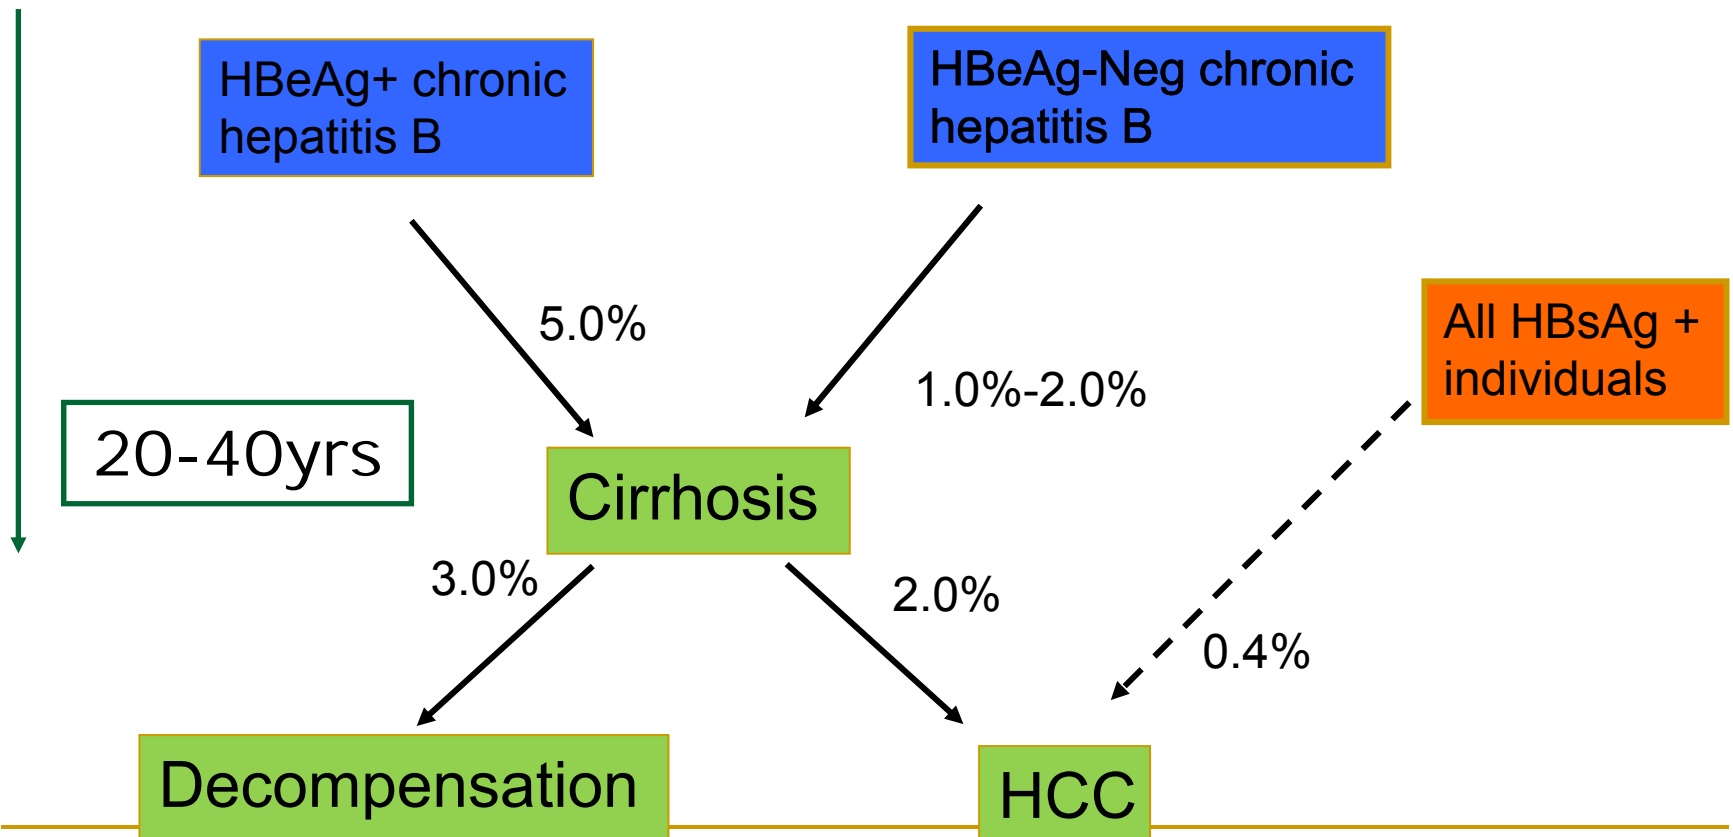 HBeAg+ chronic
hepatitis B
HBeAg-Neg chronic
hepatitis B
5.0%
1.0%-2.0%
All HBsAg +
individuals
20-40yrs
Cirrhosis
3.0%
2.0%
0.4%
Decompensation
HCC